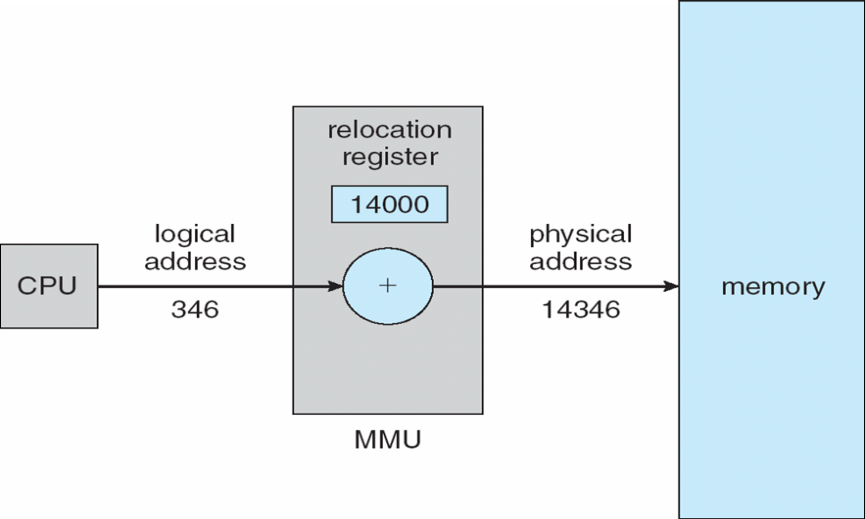 relocation
register
14000
logical
address
physical
address
CPU
+
memory
346
14346
MMU